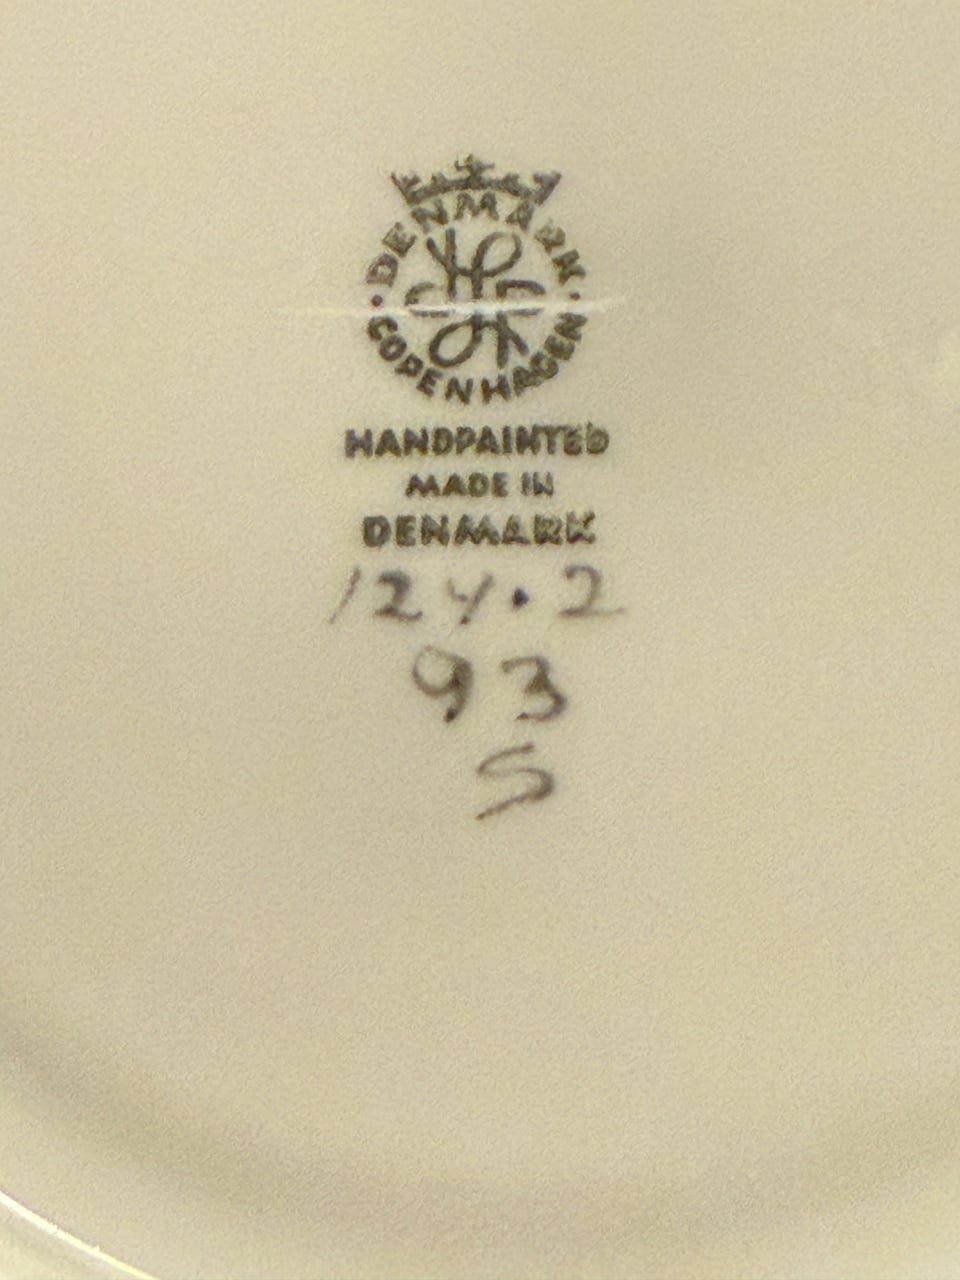 DENMARK
COPENHAGEN
HANDPAINTED
MADE IN
DENMARK
124.2
93
S